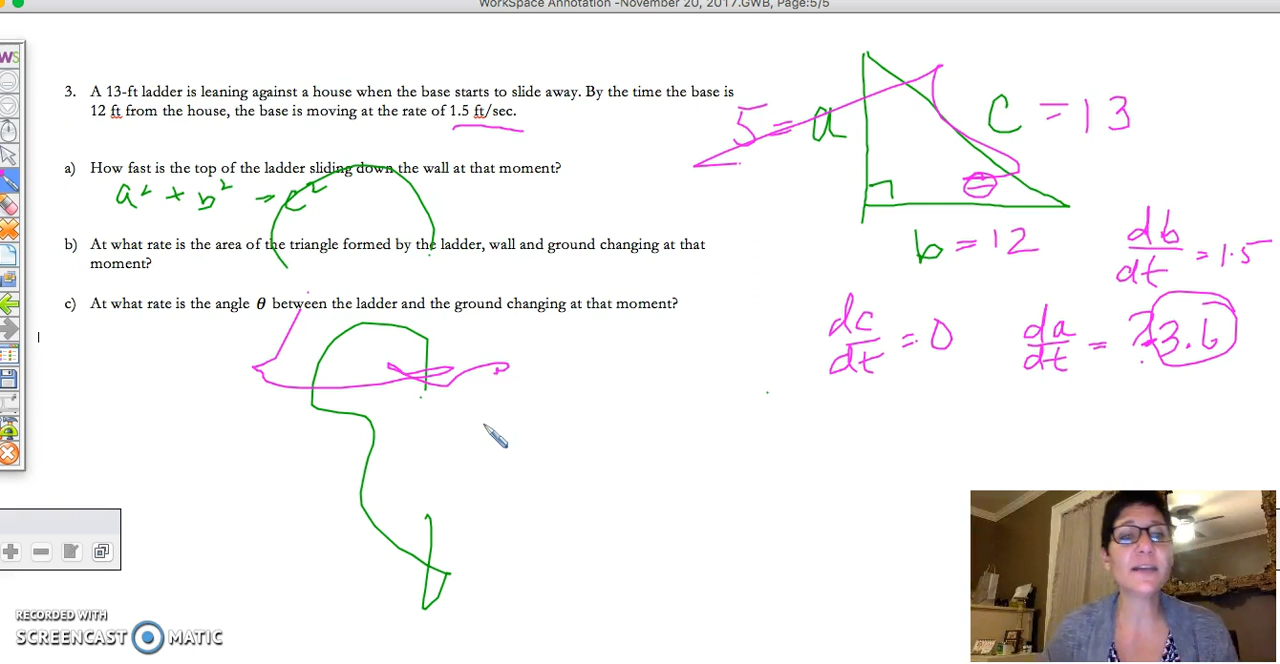 WorkSpace Annotation -November 20, 2017.GWB, Page:5/5
WS
3. A 13-ft ladder is leaning against a house when the base starts to slide away. By the time the base is
12 ft from the house, the base is moving at the rate of 1.5 ft/sec.
a) How fast is the top of the ladder sliding down the wall at that moment?
a² + b² = c²
b) At what rate is the area of the triangle formed by the ladder, wall and ground changing at that
moment?
c) At what rate is the angle θ between the ladder and the ground changing at that moment?
5 = a
c = 13
θ
b = 12
db/dt = 1.5
dc/dt = 0
da/dt = ? 3.6
RECORDED WITH
SCREENCAST MATIC